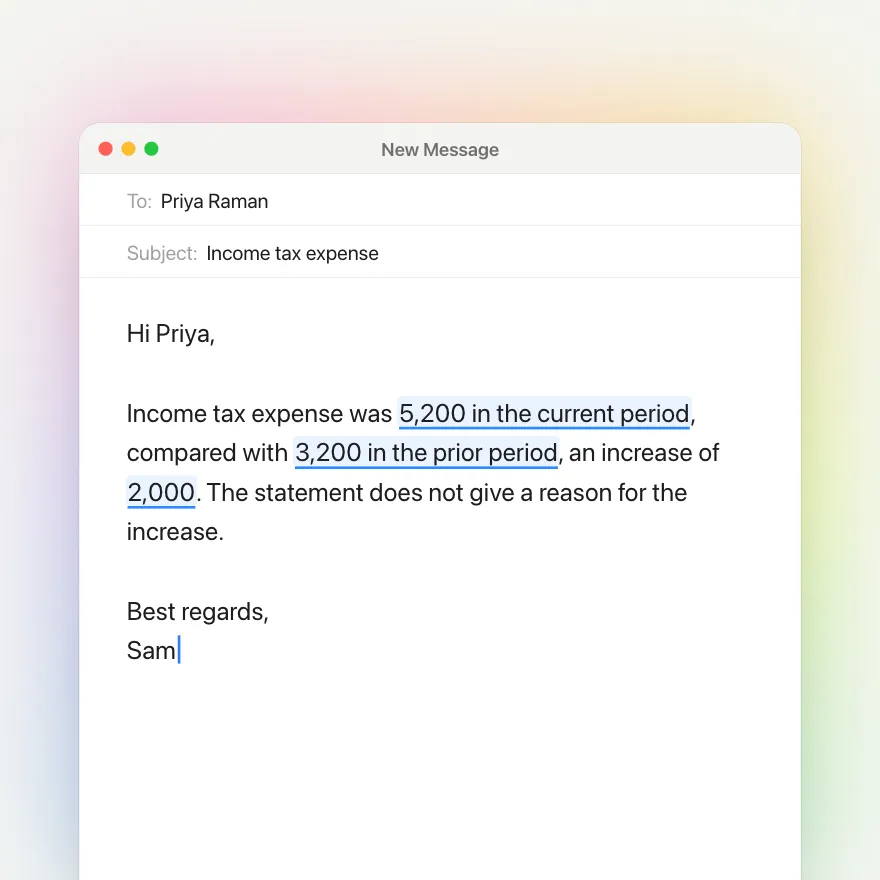 New Message
To: Priya Raman
Subject: Income tax expense
Hi Priya,
Income tax expense was 5,200 in the current period,
compared with 3,200 in the prior period, an increase of
2,000. The statement does not give a reason for the
increase.
Best regards,
Sam